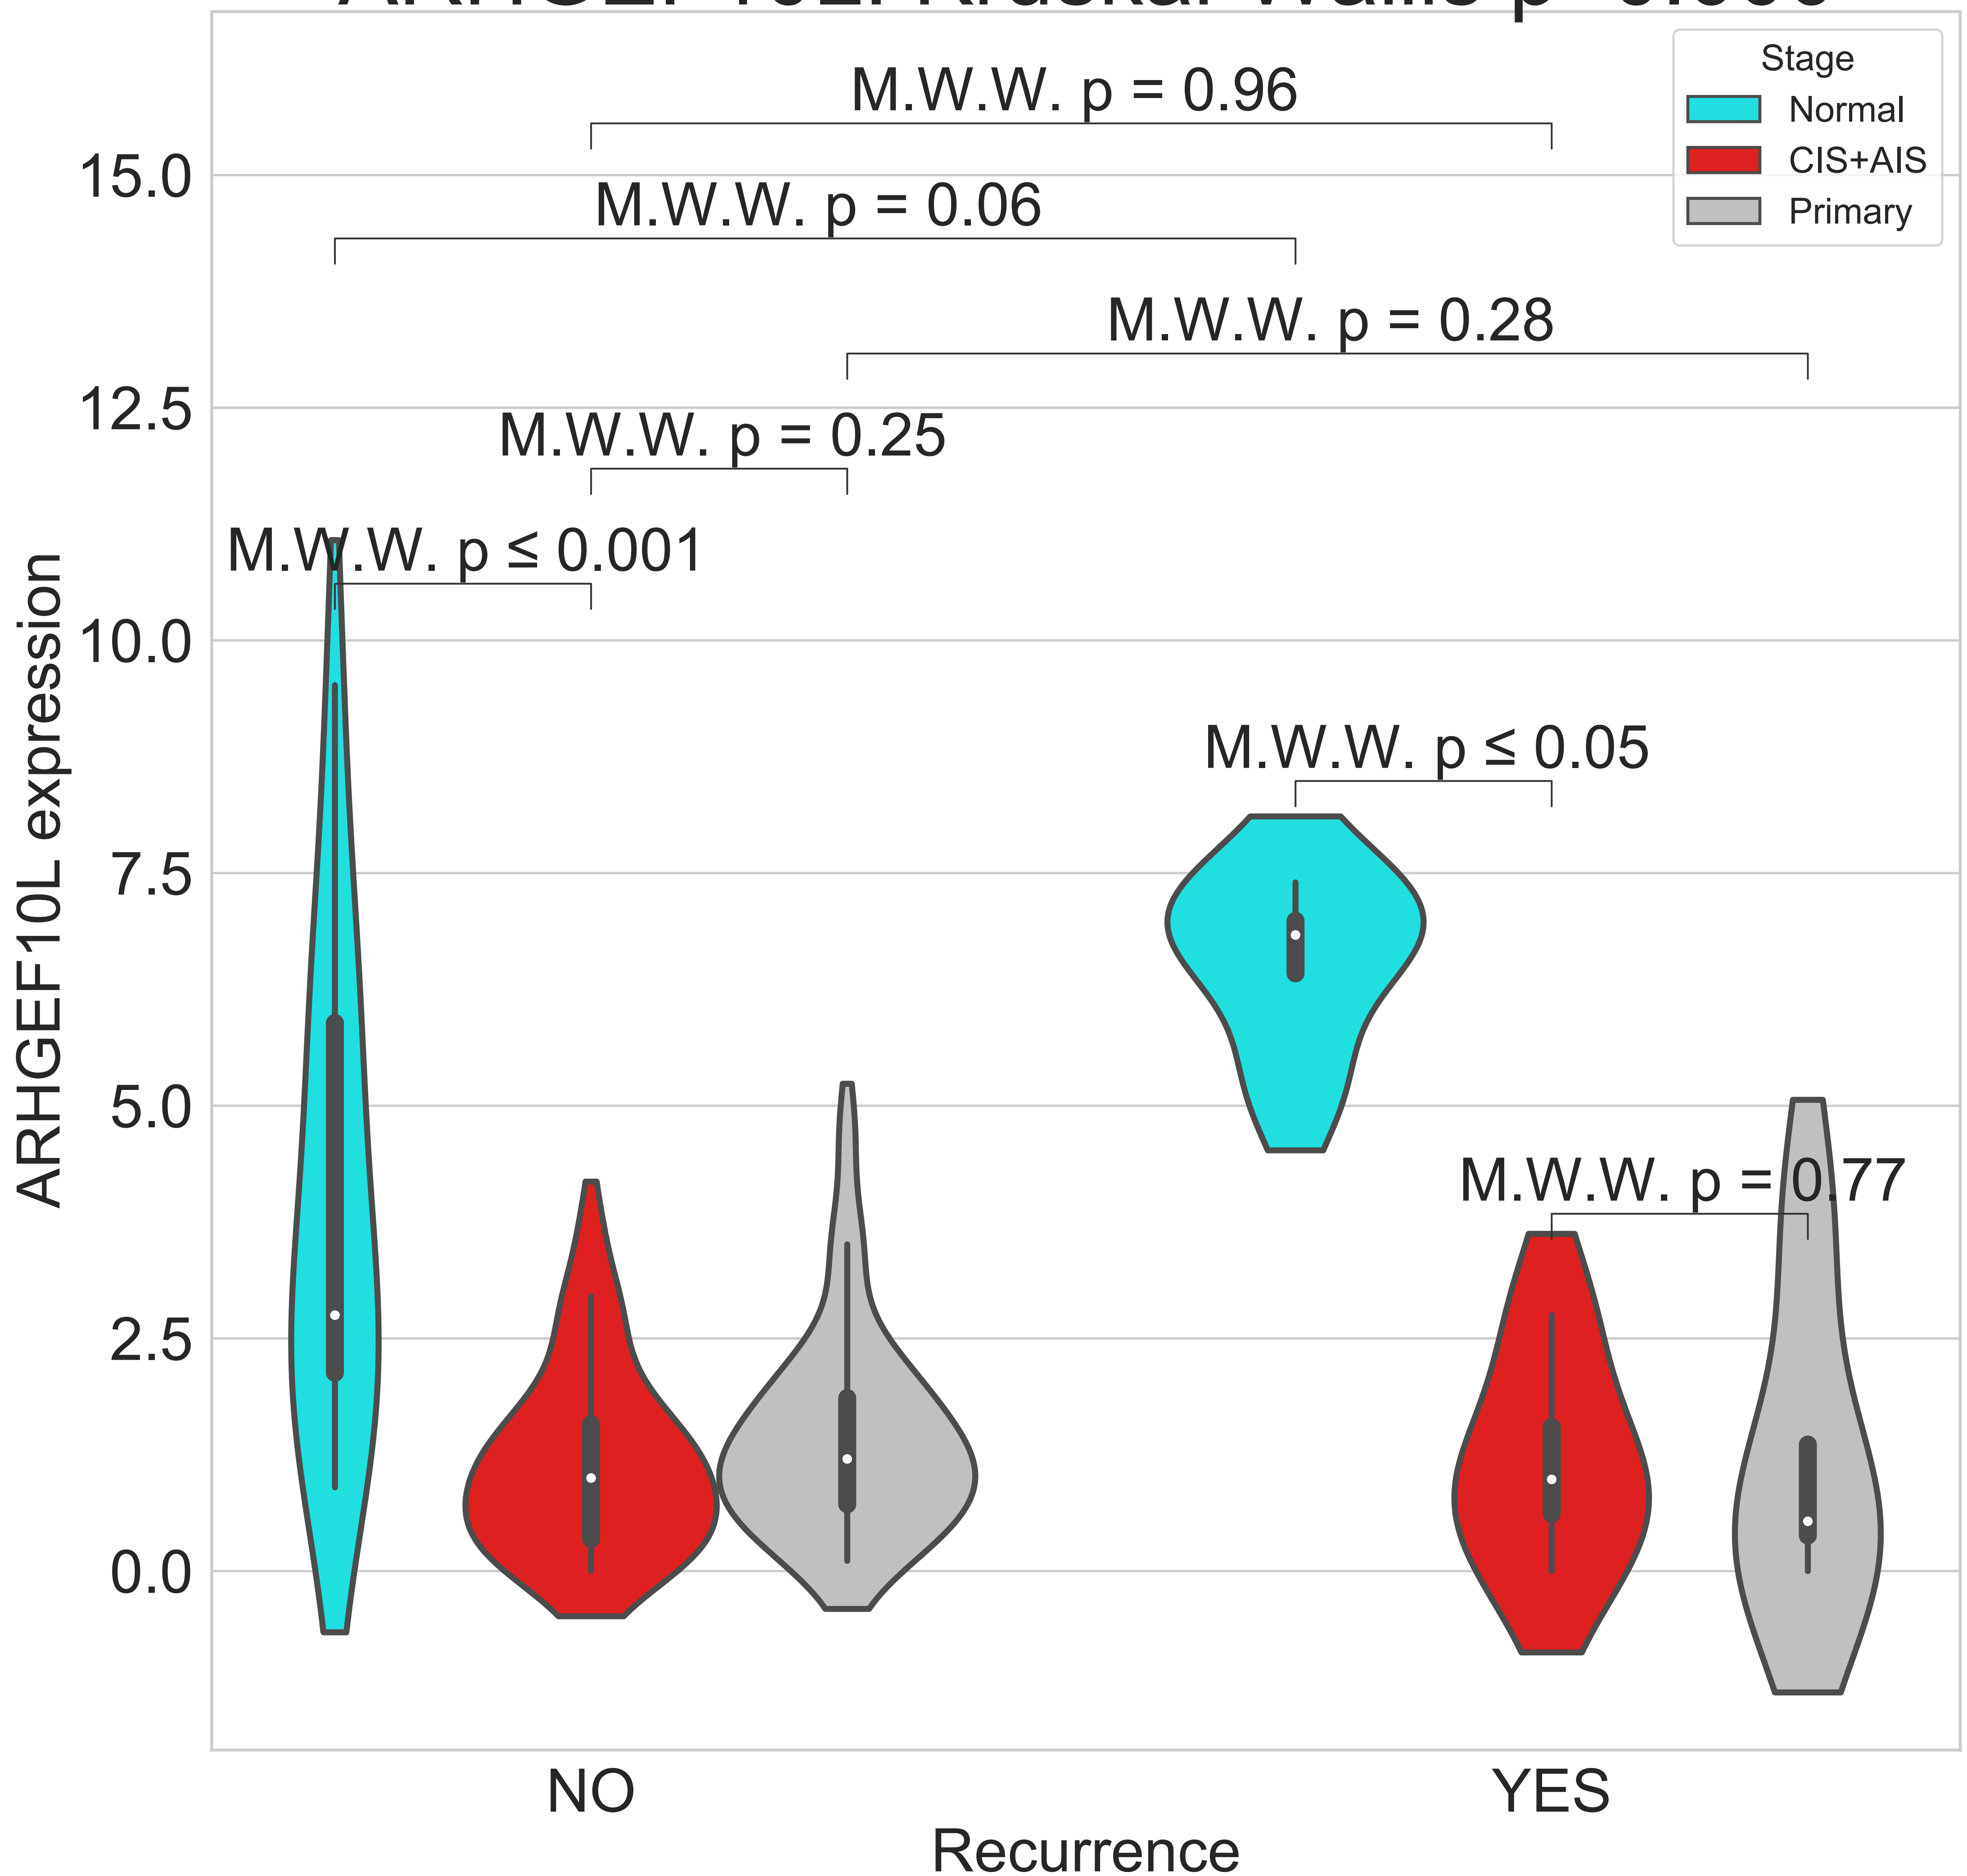 M.W.W. p = 0.96
Stage
Normal
CIS+AIS
Primary
15.0
M.W.W. p = 0.06
M.W.W. p = 0.28
12.5
M.W.W. p = 0.25
M.W.W. p ≤ 0.001
10.0
M.W.W. p ≤ 0.05
7.5
5.0
M.W.W. p = 0.77
2.5
0.0
ARHGEF10L expression
NO
YES
Recurrence